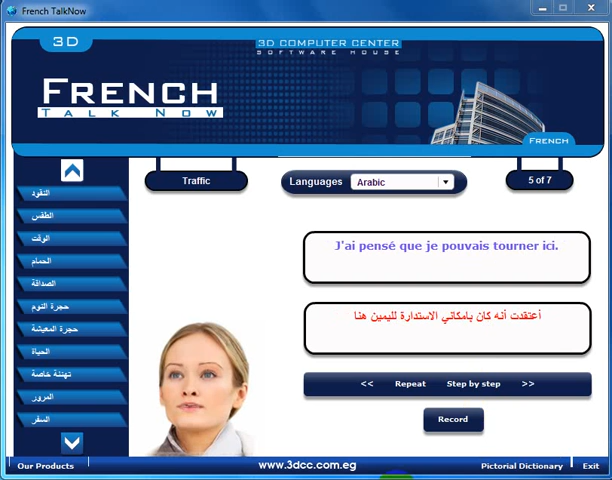 French TalkNow
3D
3D COMPUTER CENTER
SOFTWARE HOUSE
FRENCH
TALK NOW
FRENCH
Traffic
Languages
Arabic
5 of 7
النقود
الطقس
الوقت
الحمام
الصداقة
حجرة النوم
حجرة المعيشة
الحياة
تهنئة خاصة
المرور
السفر
J'ai pensé que je pouvais tourner ici.
أعتقدت أنه كان بامكاني الاستدارة لليمين هنا
<< Repeat Step by step >>
Record
Our Products
www.3dcc.com.eg
Pictorial Dictionary
Exit